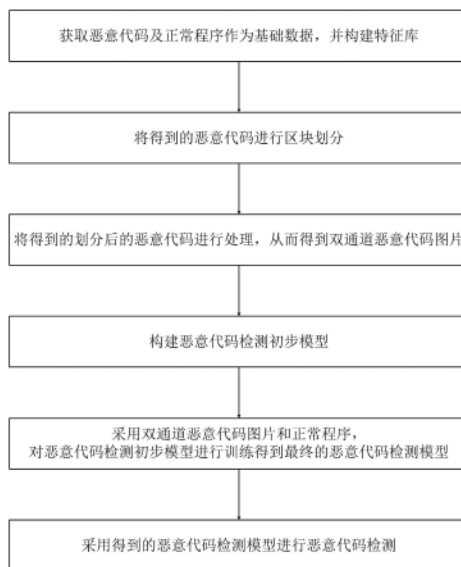 获取恶意代码及正常程序作为基础数据，并构建特征库
将得到的恶意代码进行区块划分
将得到的划分后的恶意代码进行处理，从而得到双通道恶意代码图片
构建恶意代码检测初步模型
采用双通道恶意代码图片和正常程序，
对恶意代码检测初步模型进行训练得到最终的恶意代码检测模型
采用得到的恶意代码检测模型进行恶意代码检测